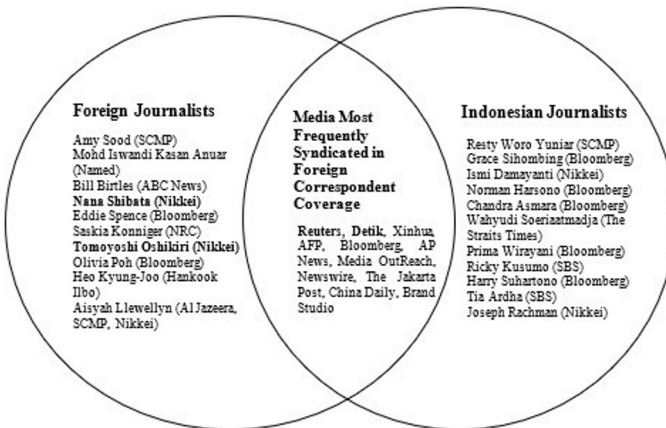 Foreign Journalists
Amy Sood (SCMP)
Mohd Iswandi Kasan Anuar
(Named)
Bill Birtles (ABC News)
Nana Shibata (Nikkei)
Eddie Spence (Bloomberg)
Saskia Konniger (NRC)
Tomoyoshi Oshikiri (Nikkei)
Olivia Poh (Bloomberg)
Heo Kyung-Joo (Hankook
Ilbo)
Aisyah Llewellyn (Al Jazeera,
SCMP, Nikkei)
Media Most
Frequently
Syndicated in
Foreign
Correspondent
Coverage
Reuters, Detik, Xinhua,
AFP, Bloomberg, AP
News, Media OutReach,
Newswire, The Jakarta
Post, China Daily, Brand
Studio
Indonesian Journalists
Resty Woro Yuniar (SCMP)
Grace Sihombing (Bloomberg)
Ismi Damayanti (Nikkei)
Norman Harsono (Bloomberg)
Chandra Asmara (Bloomberg)
Wahyudi Soeriaatmadja (The
Straits Times)
Prima Wirayani (Bloomberg)
Ricky Kusumo (SBS)
Harry Suhartono (Bloomberg)
Tia Ardha (SBS)
Joseph Rachman (Nikkei)